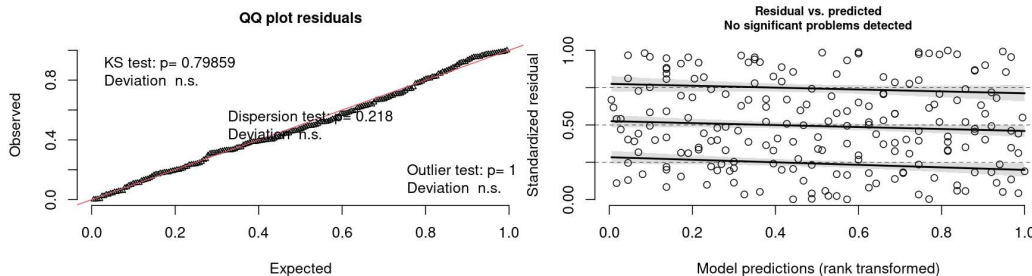 QQ plot residuals
KS test: p= 0.79859
Deviation n.s.
Dispersion test: p= 0.218
Deviation n.s.
Outlier test: p= 1
Deviation n.s.
Observed
0.0
0.4
0.8
0.0
0.2
0.4
0.6
0.8
1.0
Expected
Residual vs. predicted
No significant problems detected
Standardized residual
0.00
0.50
1.00
0.0
0.2
0.4
0.6
0.8
1.0
Model predictions (rank transformed)